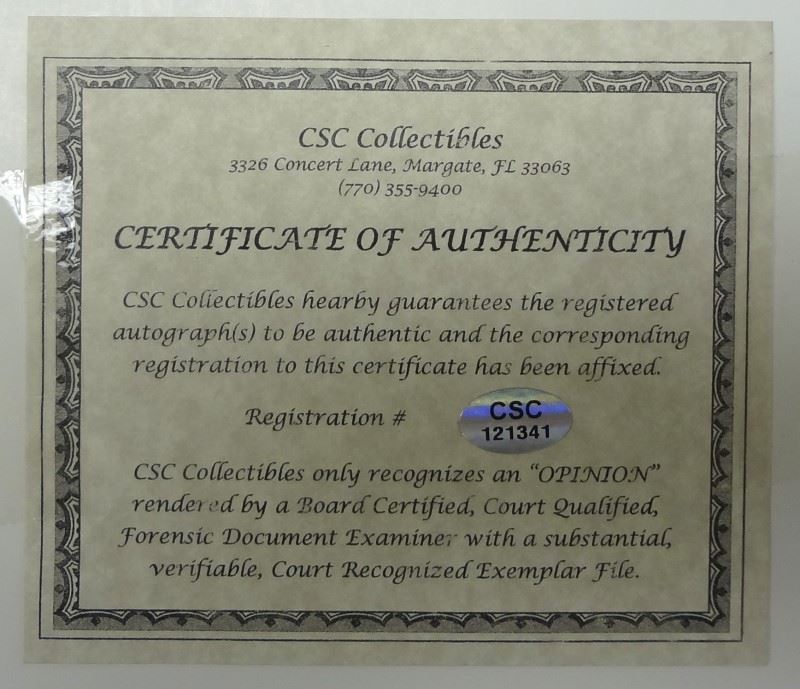 CSC Collectibles
3326 Concert Lane, Margate, FL 33063
(770) 355-9400
CERTIFICATE OF AUTHENTICITY
CSC Collectibles hearby guarantees the registered
autograph(s) to be authentic and the corresponding
registration to this certificate has been affixed.
Registration #
CSC
121341
CSC Collectibles only recognizes an "OPINION"
rendered by a Board Certified, Court Qualified,
Forensic Document Examiner with a substantial,
verifiable, Court Recognized Exemplar File.